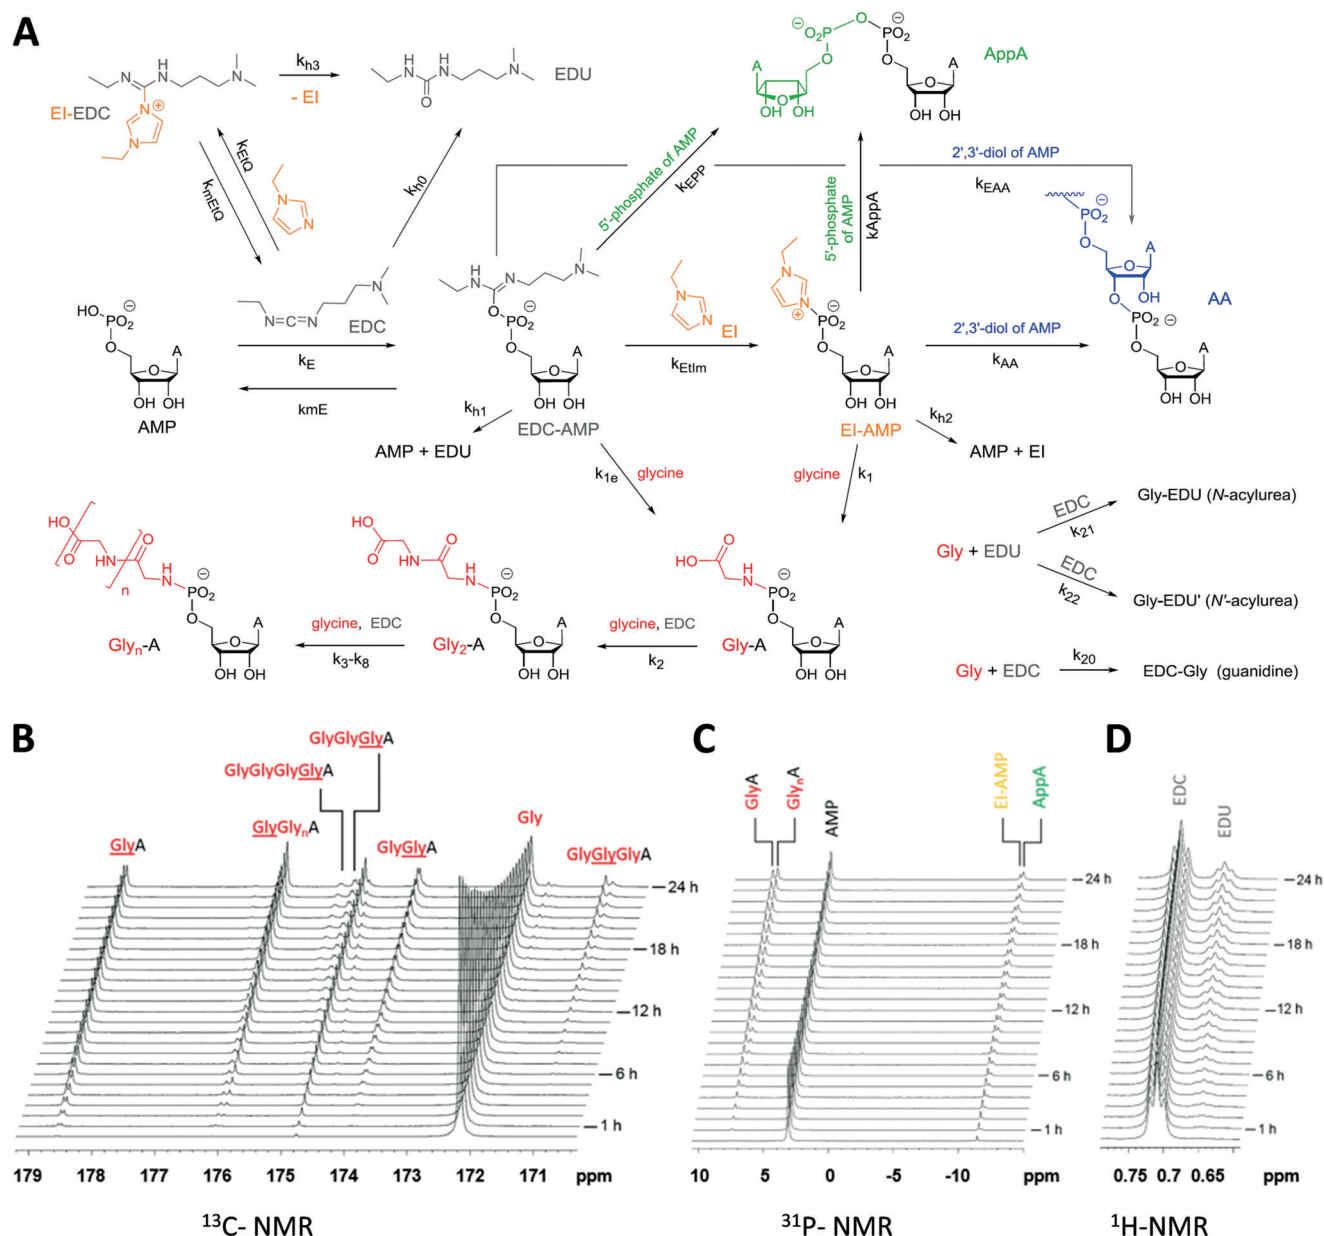 A
EI-EDC
k_h3
- EI
EDU
k_EtQ
k_mEtQ
k_h0
5'-phosphate of AMP
k_EPP
AppA
5'-phosphate
of AMP
kAppA
2',3'-diol of AMP
k_EAA
AMP
EDC
k_E
kmE
EI
k_EtIm
2',3'-diol of AMP
k_AA
AA
k_h1
AMP + EDU
EDC-AMP
k_1e
glycine
EI-AMP
k_h2
AMP + EI
glycine
k_1
Gly + EDU
EDC
k_21
Gly-EDU (N-acylurea)
EDC
k_22
Gly-EDU' (N'-acylurea)
Gly + EDC
k_20
EDC-Gly (guanidine)
Gly_n-A
glycine, EDC
k_3-k_8
Gly_2-A
glycine, EDC
k_2
Gly-A
B
GlyGlyGlyA
GlyGlyGlyGlyA
GlyA
GlyGly_nA
GlyGlyA
Gly
GlyGlyGlyA
24 h
18 h
12 h
6 h
1 h
179 178 177 176 175 174 173 172 171 ppm
¹³C- NMR
C
GlyA
Gly_nA
AMP
EI-AMP
AppA
24 h
18 h
12 h
6 h
1 h
10 5 0 -5 -10 ppm
³¹P- NMR
D
EDC
EDU
24 h
18 h
12 h
6 h
1 h
0.75 0.7 0.65 ppm
¹H-NMR